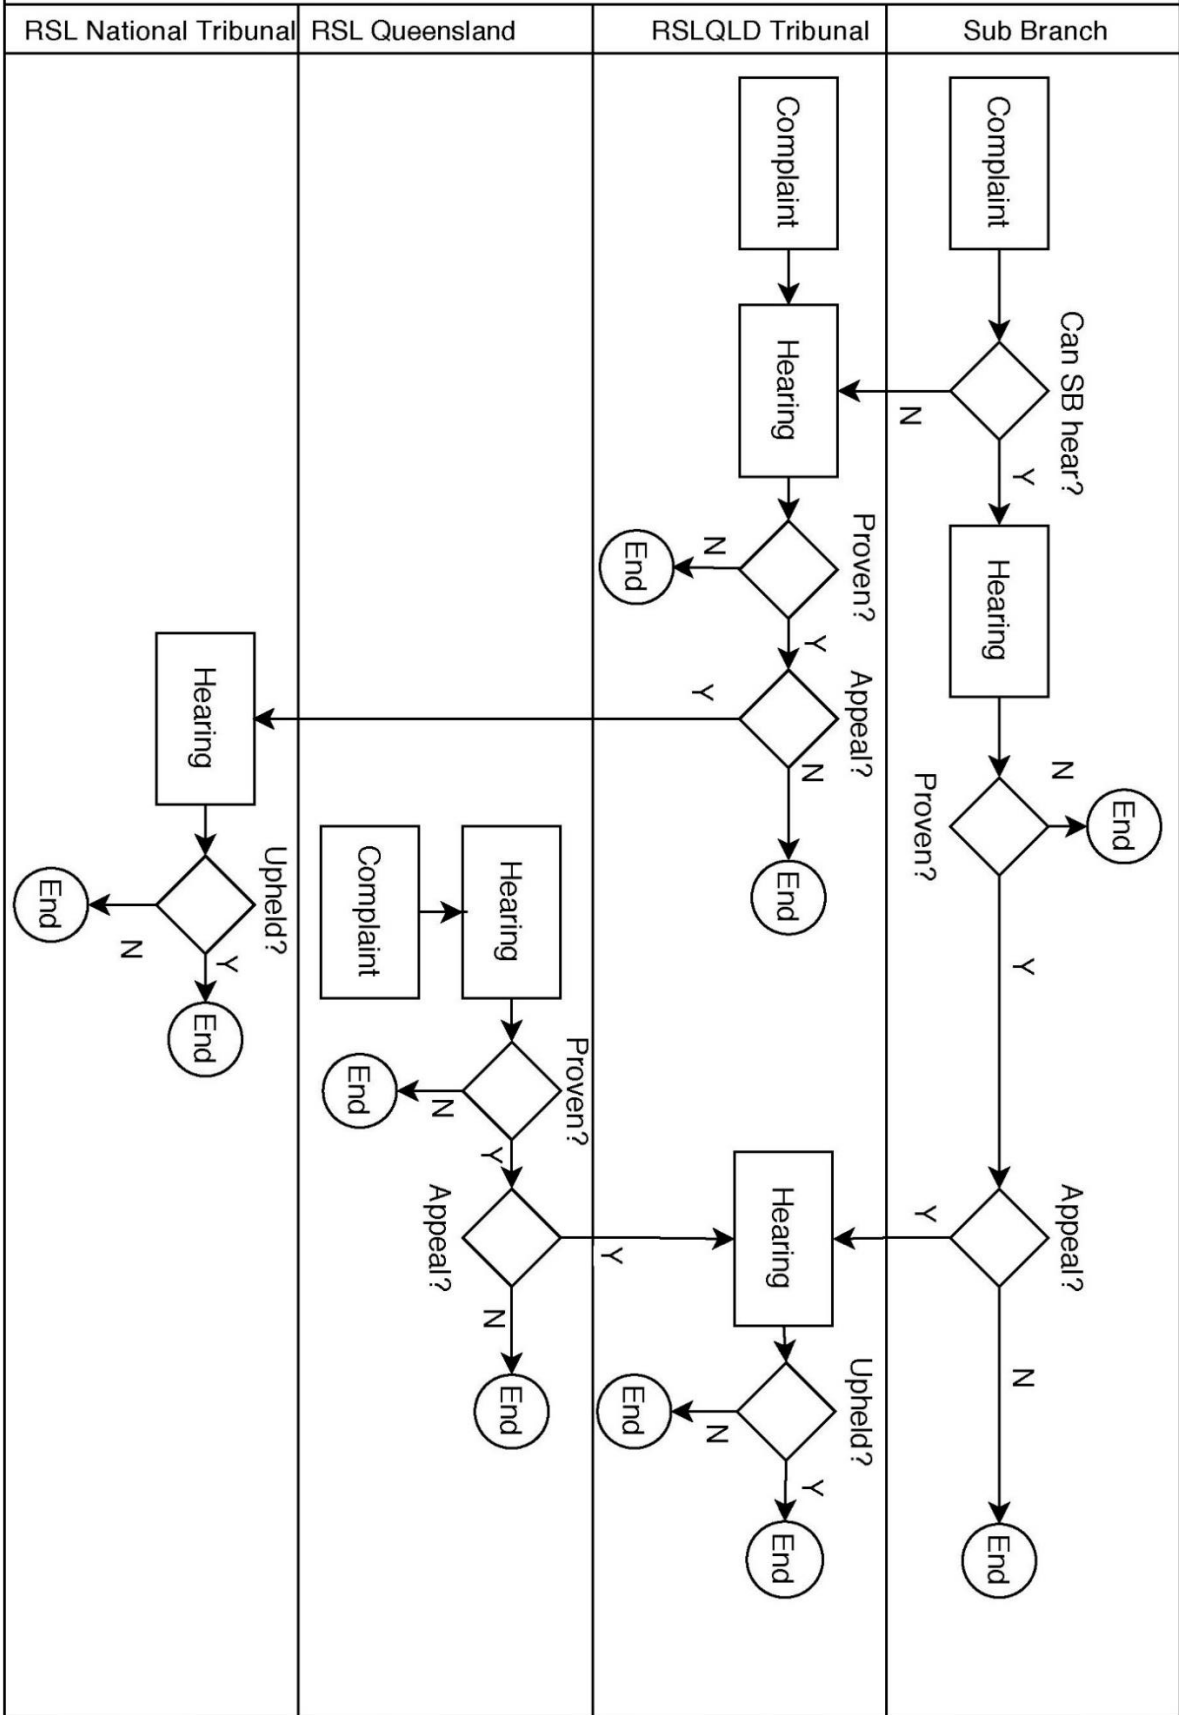 RSL National Tribunal
RSL Queensland
RSLQLD Tribunal
Sub Branch
Complaint
Can SB hear?
N
Y
Hearing
Proven?
N
End
Y
Appeal?
Y
N
End
Complaint
Hearing
Proven?
N
End
Y
Appeal?
Y
N
End
Hearing
Upheld?
N
End
Y
End
Complaint
Hearing
Proven?
N
End
Y
Appeal?
Y
N
End
Hearing
Upheld?
N
End
Y
End